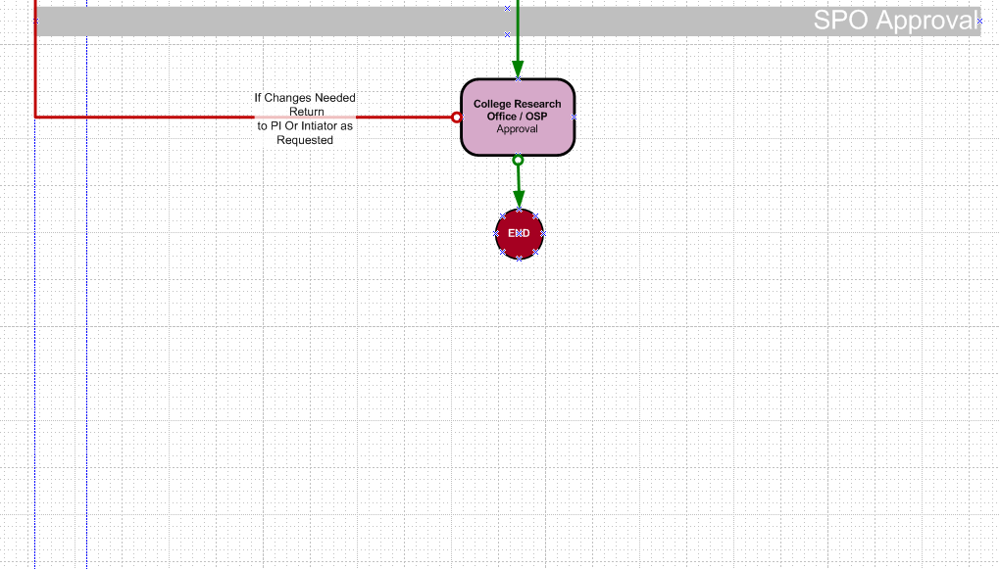 SPO Approval
If Changes Needed
Return
to PI Or Intiator as
Requested
College Research
Office / OSP
Approval
END